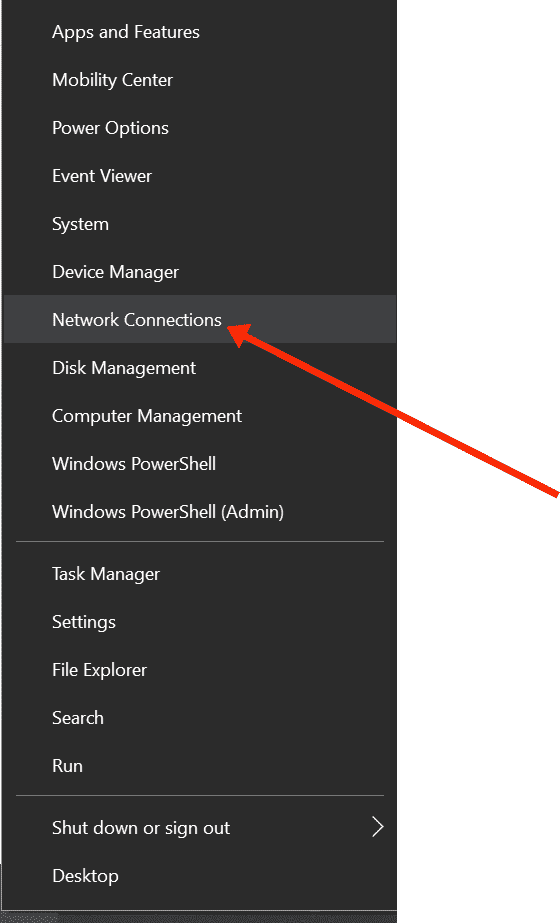 Apps and Features
Mobility Center
Power Options
Event Viewer
System
Device Manager
Network Connections
Disk Management
Computer Management
Windows PowerShell
Windows PowerShell (Admin)
Task Manager
Settings
File Explorer
Search
Run
Shut down or sign out
Desktop